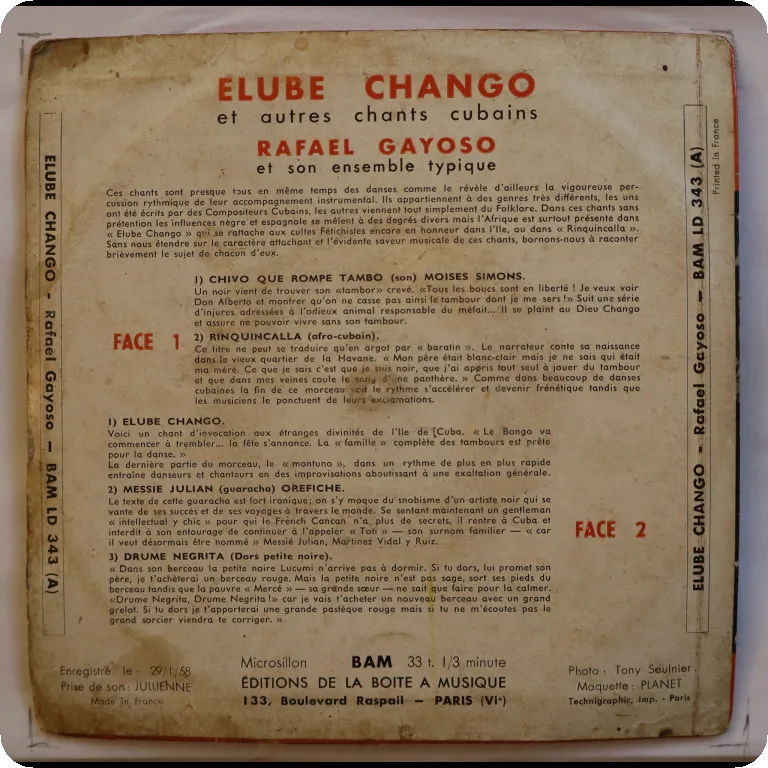 ELUBE CHANGO
et autres chants cubains
RAFAEL GAYOSO
et son ensemble typique
Ces chants sont presque tous en même temps des danses comme le révèle d'ailleurs la vigoureuse per-
cussion rythmique de leur accompagnement instrumental. Ils appartiennent à des genres très différents, les uns
ont été écrits par des Compositeurs Cubains, les autres viennent tout simplement du Folklore. Dans ces chants sans
prétention les influences nègre et espagnole se mêlent à des degrés divers mais l'Afrique est surtout présente dans
« Elube Chango » qui se rattache aux cultes Fétichistes encore en honneur dans l'Ile, ou dans « Rinquincalla ».
Sans nous étendre sur le caractère attachant et l'évidente saveur musicale de ces chants, bornons-nous à raconter
brièvement le sujet de chacun d'eux.
FACE 1
1) CHIVO QUE ROMPE TAMBO (son) MOISES SIMONS.
Un noir vient de trouver son «tambor» crevé. «Tous les boucs sont en liberté ! Je veux voir
Don Alberto et montrer qu'on ne casse pas ainsi le tambour dont je me sers !» Suit une série
d'injures adressées à l'odieux animal responsable du méfait... Il se plaint au Dieu Chango
et assure ne pouvoir vivre sans son tambour.
2) RINQUINCALLA (afro-cubain).
Ce titre ne peut se traduire qu'en argot par « baratin ». Le narrateur conte sa naissance
dans le vieux quartier de la Havane. « Mon père était blanc-clair mais je ne sais qui était
ma mère. Ce que je sais c'est que je suis noir, que j'ai appris tout seul à jouer du tambour
et que dans mes veines coule le sang d'une panthère. » Comme dans beaucoup de danses
cubaines la fin de ce morceau voit le rythme s'accélérer et devenir frénétique tandis que
les musiciens le ponctuent de leurs exclamations.
FACE 2
1) ELUBE CHANGO.
Voici un chant d'invocation aux étranges divinités de l'Ile de Cuba. « Le Bongo va
commencer à trembler... la fête s'annonce. La « famille » complète des tambours est prête
pour la danse. »
La dernière partie du morceau, le « montuno », dans un rythme de plus en plus rapide
entraîne danseurs et chanteurs en des improvisations aboutissant à une exaltation générale.
2) MESSIE JULIAN (guaracha) OREFICHE.
Le texte de cette guaracha est fort ironique; on s'y moque du snobisme d'un artiste noir qui se
vante de ses succès et de ses voyages à travers le monde. Se sentant maintenant un gentleman
« intellectual y chic » pour qui le French Cancan n'a plus de secrets, il rentre à Cuba et
interdit à son entourage de continuer à l'appeler « Toti » — son surnom familier — « car
il veut désormais être nommé » Messié Julian, Martinez Vidal y Ruiz.
3) DRUME NEGRITA (Dors petite noire).
« Dans son berceau la petite noire Lucumi n'arrive pas à dormir. Si tu dors, lui promet son
père, je t'achèterai un berceau rouge. Mais la petite noire n'est pas sage, sort ses pieds du
berceau tandis que la pauvre « Mercé » — sa grande sœur — ne sait que faire pour la calmer.
«Drume Negrita, Drume Negrita !» car je vais t'acheter un nouveau berceau avec un grand
grelot. Si tu dors je t'apporterai une grande pastèque rouge mais si tu ne m'écoutes pas le
grand sorcier viendra te corriger. »
Enregistré le : 29/1/58
Prise de son : JULLIENNE
Made in France
Microsillon BAM 33 t. 1/3 minute
ÉDITIONS DE LA BOITE A MUSIQUE
133, Boulevard Raspail — PARIS (VIᵉ)
Photo : Tony Saulnier.
Maquette : PLANET
Technigraphic, Imp. - Paris
ELUBE CHANGO - Rafael Gayoso — BAM LD 343 (A)
ELUBE CHANGO - Rafael Gayoso — BAM LD 343 (A)
Printed in France